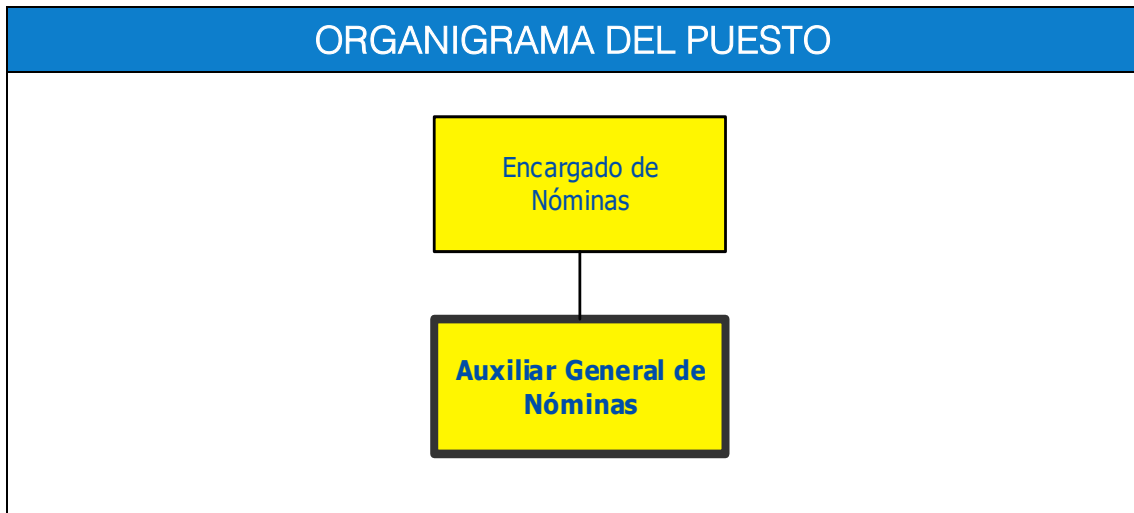 ORGANIGRAMA DEL PUESTO
Encargado de
Nóminas
Auxiliar General de
Nóminas